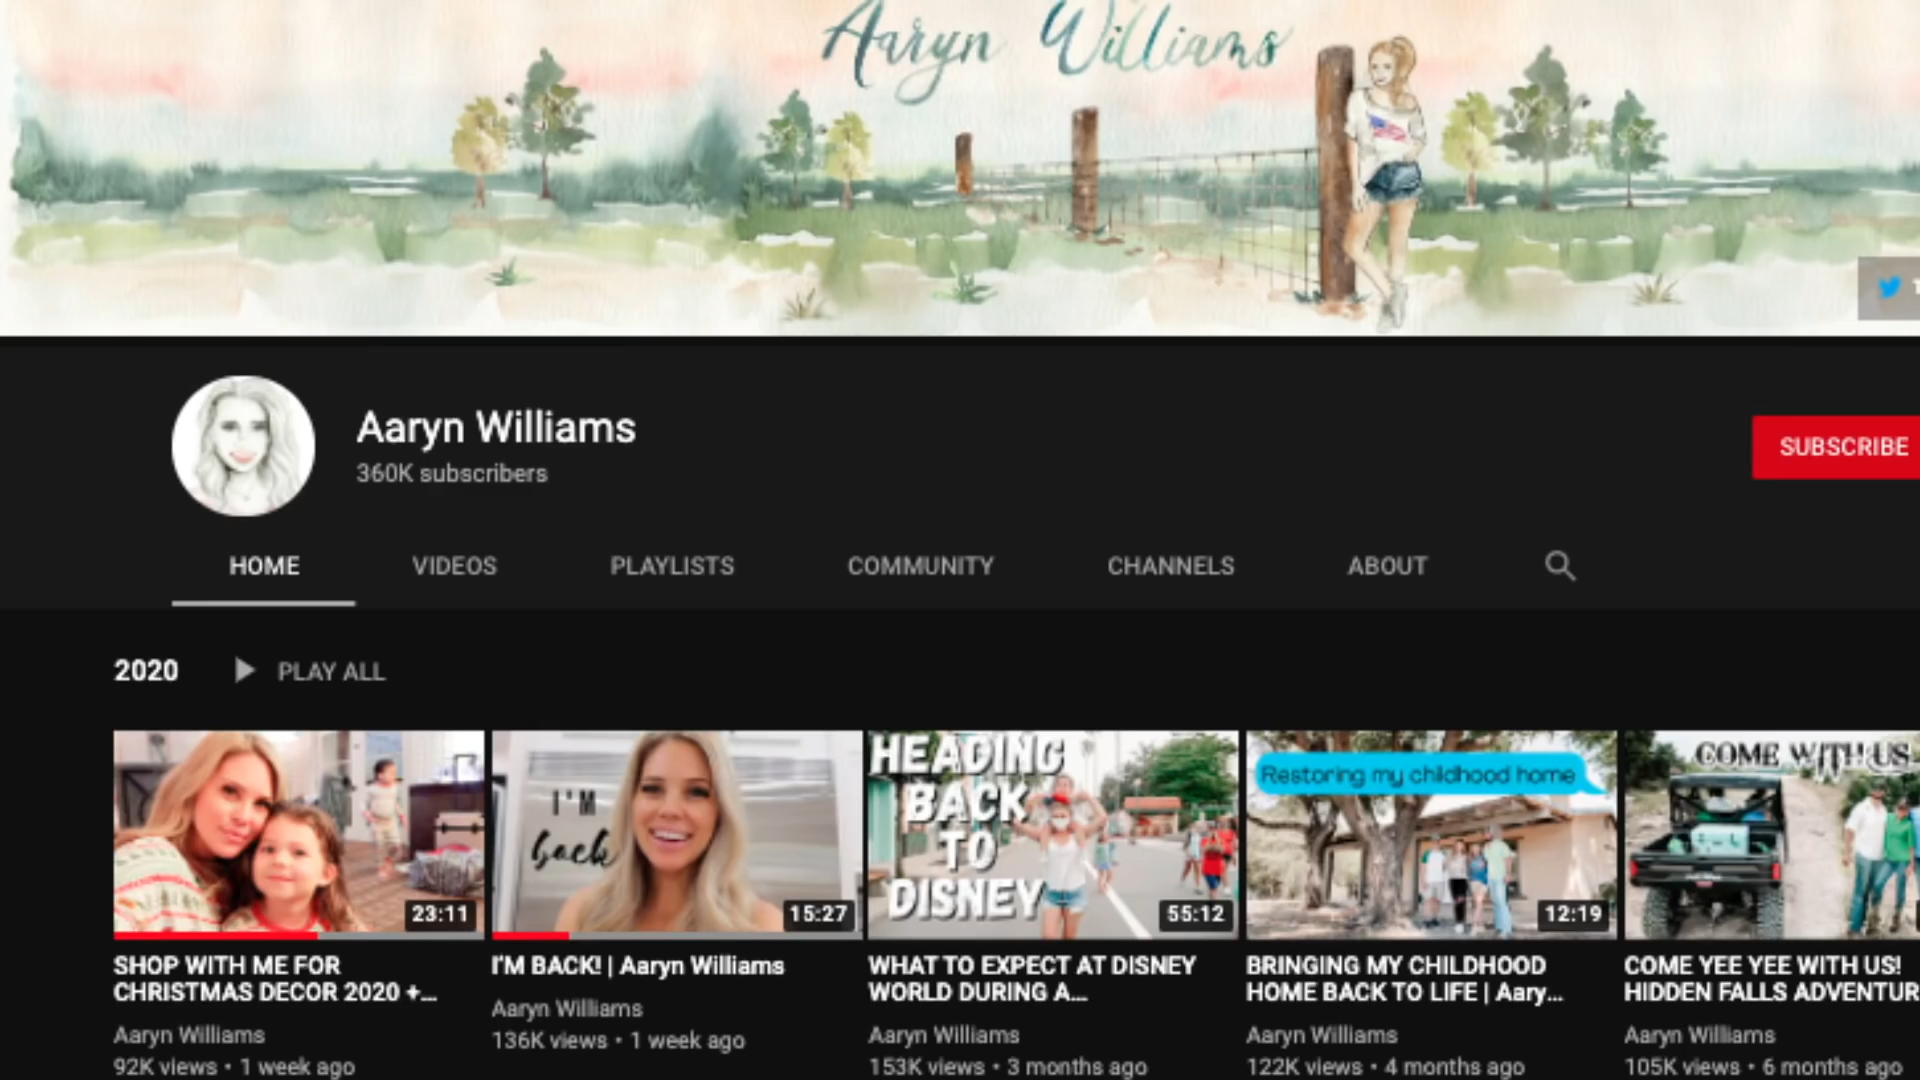 Aaryn Williams
Aaryn Williams
360K subscribers
SUBSCRIBE
HOME VIDEOS PLAYLISTS COMMUNITY CHANNELS ABOUT
2020 PLAY ALL
I'M
back
23:11
15:27
HEADING
BACK
TO
DISNEY
55:12
Restoring my childhood home
12:19
COME WITH US
SHOP WITH ME FOR
CHRISTMAS DECOR 2020 +...
Aaryn Williams
92K views • 1 week ago
I'M BACK! | Aaryn Williams
Aaryn Williams
136K views • 1 week ago
WHAT TO EXPECT AT DISNEY
WORLD DURING A...
Aaryn Williams
153K views • 3 months ago
BRINGING MY CHILDHOOD
HOME BACK TO LIFE | Aary...
Aaryn Williams
122K views • 4 months ago
COME YEE YEE WITH US!
HIDDEN FALLS ADVENTUR
Aaryn Williams
105K views • 6 months ago